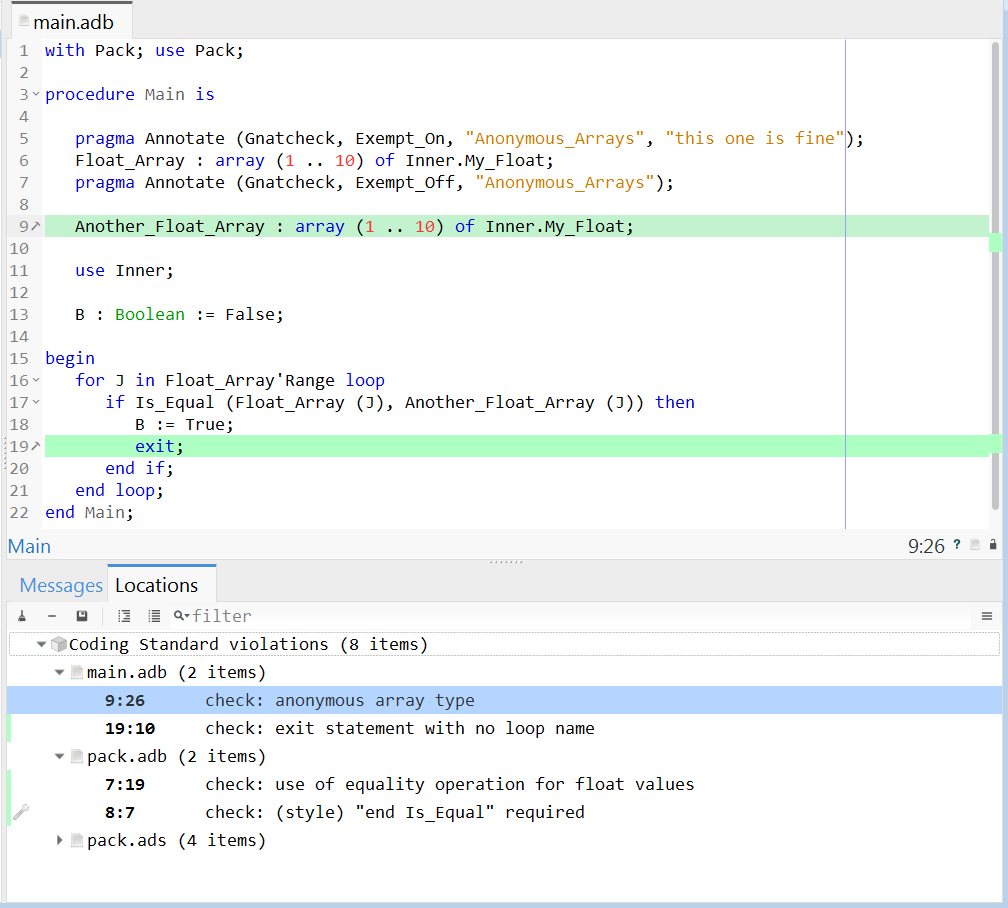 main.adb
1 with Pack; use Pack;
2
3 procedure Main is
4
5 pragma Annotate (Gnatcheck, Exempt_On, "Anonymous_Arrays", "this one is fine");
6 Float_Array : array (1 .. 10) of Inner.My_Float;
7 pragma Annotate (Gnatcheck, Exempt_Off, "Anonymous_Arrays");
8
9 Another_Float_Array : array (1 .. 10) of Inner.My_Float;
10
11 use Inner;
12
13 B : Boolean := False;
14
15 begin
16 for J in Float_Array'Range loop
17 if Is_Equal (Float_Array (J), Another_Float_Array (J)) then
18 B := True;
19 exit;
20 end if;
21 end loop;
22 end Main;
Main 9:26 ?
Messages Locations
filter
Coding Standard violations (8 items)
main.adb (2 items)
9:26 check: anonymous array type
19:10 check: exit statement with no loop name
pack.adb (2 items)
7:19 check: use of equality operation for float values
8:7 check: (style) "end Is_Equal" required
pack.ads (4 items)